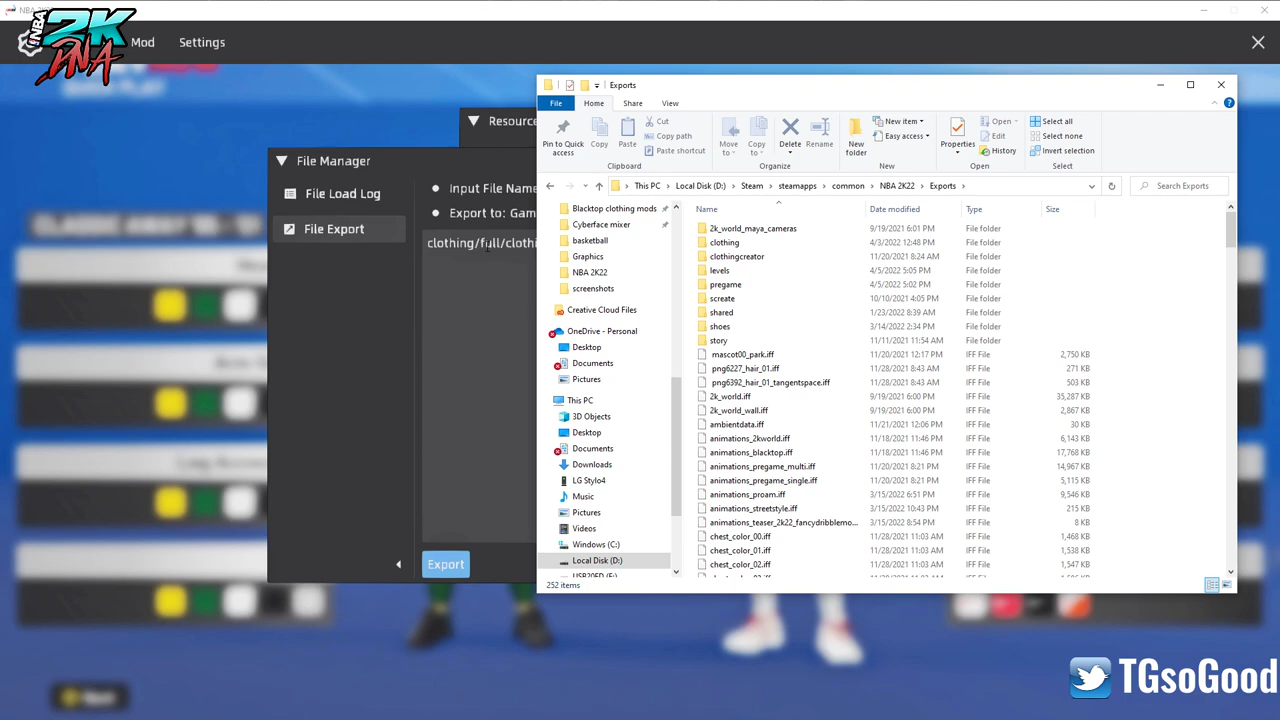 NBA 2K
NBA
2K
DNA
Mod
Settings
Resource
File Manager
File Load Log
File Export
Input File Name
Export to: Gam
clothing/full/clothi
Export
Exports
File
Home
Share
View
Pin to Quick access
Copy
Paste
Cut
Copy path
Paste shortcut
Clipboard
Move to
Copy to
Delete
Rename
Organize
New folder
New item
Easy access
New
Properties
Open
Edit
History
Open
Select all
Select none
Invert selection
Select
This PC > Local Disk (D:) > Steam > steamapps > common > NBA 2K22 > Exports >
Search Exports
Blacktop clothing mods
Cyberface mixer
basketball
Graphics
NBA 2K22
screenshots
Creative Cloud Files
OneDrive - Personal
Desktop
Documents
Pictures
This PC
3D Objects
Desktop
Documents
Downloads
LG Stylo4
Music
Pictures
Videos
Windows (C:)
Local Disk (D:)
Name Date modified Type Size
2k_world_maya_cameras 9/19/2021 6:01 PM File folder
clothing 4/3/2022 12:48 PM File folder
clothingcreator 11/20/2021 8:24 AM File folder
levels 4/5/2022 5:05 PM File folder
pregame 4/5/2022 5:02 PM File folder
screate 10/10/2021 4:05 PM File folder
shared 1/23/2022 8:39 AM File folder
shoes 3/14/2022 2:34 PM File folder
story 11/11/2021 11:54 AM File folder
mascot00_park.iff 11/20/2021 12:17 PM IFF File 2,750 KB
png6227_hair_01.iff 11/28/2021 8:43 AM IFF File 271 KB
png6392_hair_01_tangentspace.iff 11/28/2021 8:43 AM IFF File 503 KB
2k_world.iff 9/19/2021 6:00 PM IFF File 35,287 KB
2k_world_wall.iff 9/19/2021 6:00 PM IFF File 2,867 KB
ambientdata.iff 11/21/2021 12:06 PM IFF File 30 KB
animations_2kworld.iff 11/18/2021 11:46 PM IFF File 6,143 KB
animations_blacktop.iff 11/18/2021 11:46 PM IFF File 17,768 KB
animations_pregame_multi.iff 11/20/2021 8:21 PM IFF File 14,967 KB
animations_pregame_single.iff 11/20/2021 8:21 PM IFF File 5,115 KB
animations_proam.iff 3/15/2022 6:51 PM IFF File 9,546 KB
animations_streetstyle.iff 3/15/2022 10:43 PM IFF File 215 KB
animations_teaser_2k22_fancydribblemo... 3/15/2022 8:54 PM IFF File 8 KB
chest_color_00.iff 11/28/2021 11:03 AM IFF File 1,468 KB
chest_color_01.iff 11/28/2021 11:03 AM IFF File 1,538 KB
chest_color_02.iff 11/28/2021 11:03 AM IFF File 1,547 KB
252 items
TGsoGood